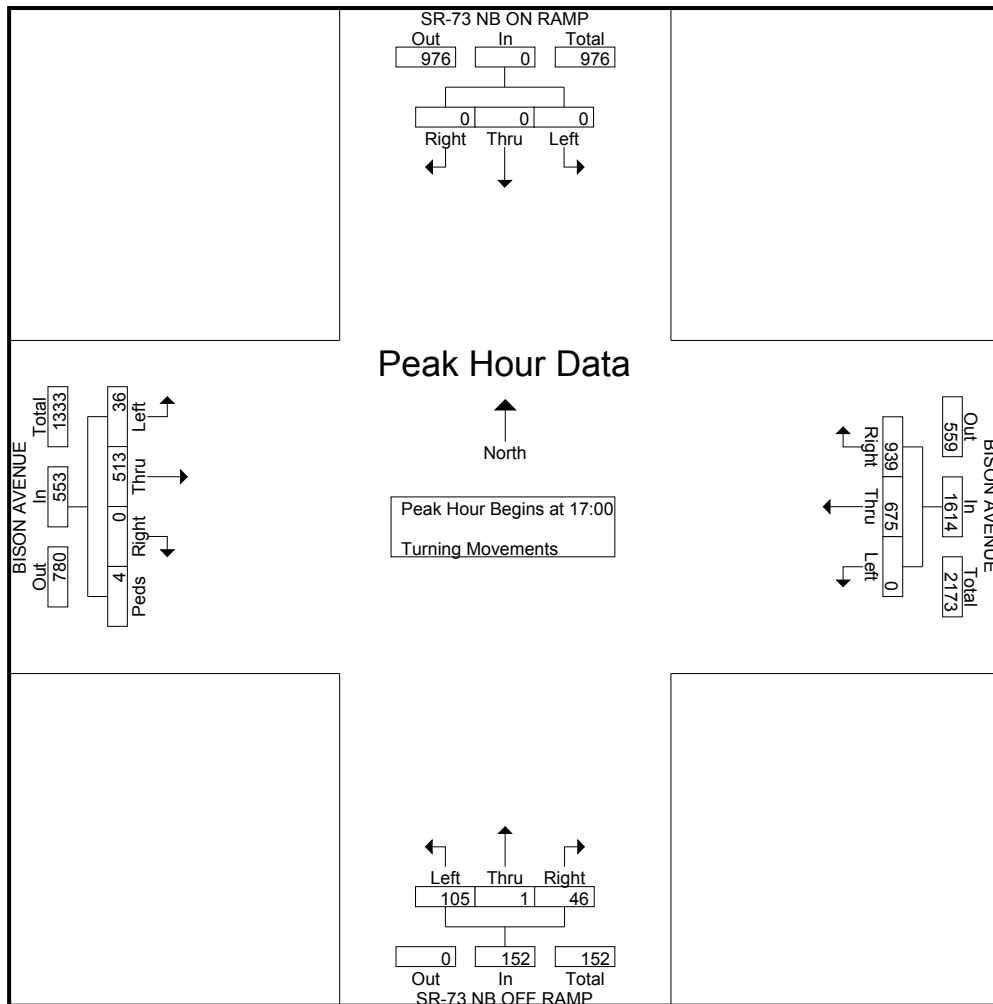 SR-73 NB ON RAMP
Out In Total
976 0 976
0 0 0
Right Thru Left
Peak Hour Data
North
Peak Hour Begins at 17:00
Turning Movements
BISON AVENUE
Total In Out
1333 553 780
36 513 0 4
Left Thru Right Peds
BISON AVENUE
Out In Total
559 1614 2173
939 675 0
Right Thru Left
Left Thru Right
105 1 46
0 152 152
Out In Total
SR-73 NB OFF RAMP